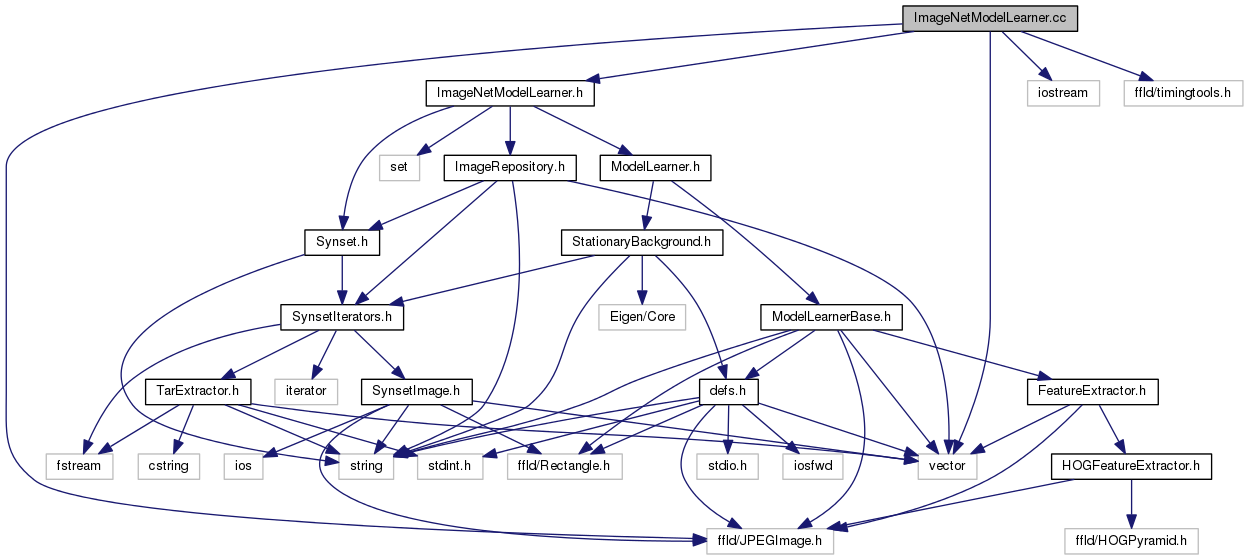 ImageNetModelLearner.cc
ImageNetModelLearner.h
iostream
ffld/timingtools.h
set
ImageRepository.h
ModelLearner.h
Synset.h
StationaryBackground.h
SynsetIterators.h
Eigen/Core
ModelLearnerBase.h
TarExtractor.h
iterator
SynsetImage.h
defs.h
FeatureExtractor.h
fstream
cstring
ios
string
stdint.h
ffld/Rectangle.h
stdio.h
iosfwd
vector
HOGFeatureExtractor.h
ffld/JPEGImage.h
ffld/HOGPyramid.h